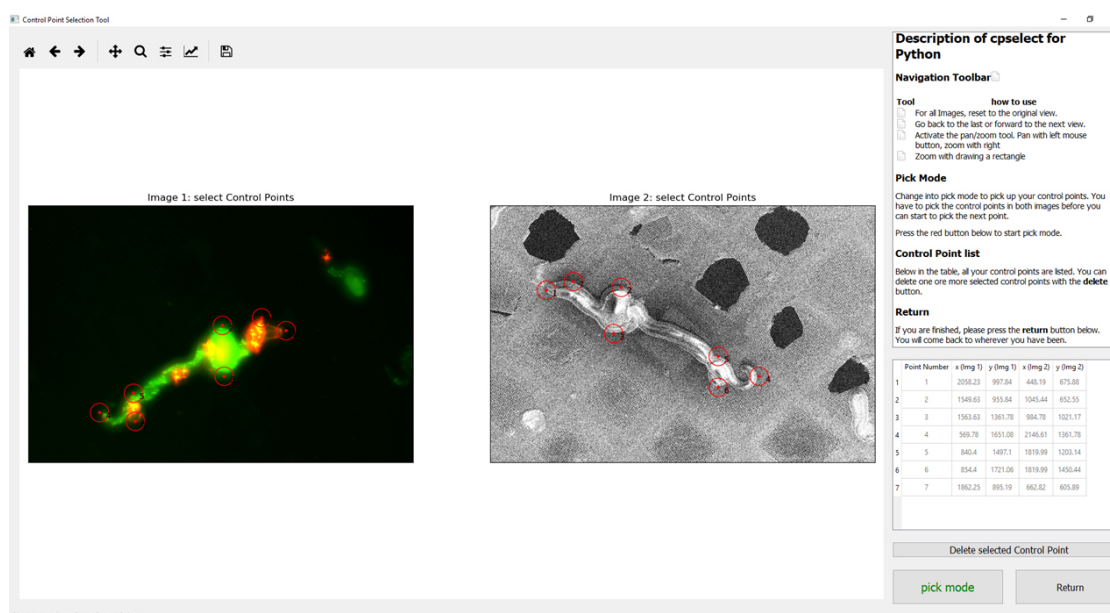 Control Point Selection Tool
Description of cpselect for
Python
Navigation Toolbar
Tool how to use
For all Images, reset to the original view.
Go back to the last or forward to the next view.
Activate the pan/zoom tool. Pan with left mouse
button, zoom with right
Zoom with drawing a rectangle
Pick Mode
Change into pick mode to pick up your control points. You
have to pick the control points in both images before you
can start to pick the next point.
Press the red button below to start pick mode.
Control Point list
Below in the table, all your control points are listed. You can
delete one ore more selected control points with the delete
button.
Return
If you are finished, please press the return button below.
You will come back to wherever you have been.
Image 1: select Control Points
Image 2: select Control Points
1
4
Point Number x (Img 1) y (Img 1) x (Img 2) y (Img 2)
1 1 2058.23 997.84 448.19 675.88
2 2 1549.63 955.84 1045.44 652.55
3 3 1563.63 1361.78 984.78 1021.17
4 4 569.78 1651.08 2146.61 1361.78
5 5 840.4 1497.1 1819.99 1203.14
6 6 854.4 1721.06 1819.99 1450.44
7 7 1862.25 895.19 662.82 605.89
Delete selected Control Point
pick mode
Return